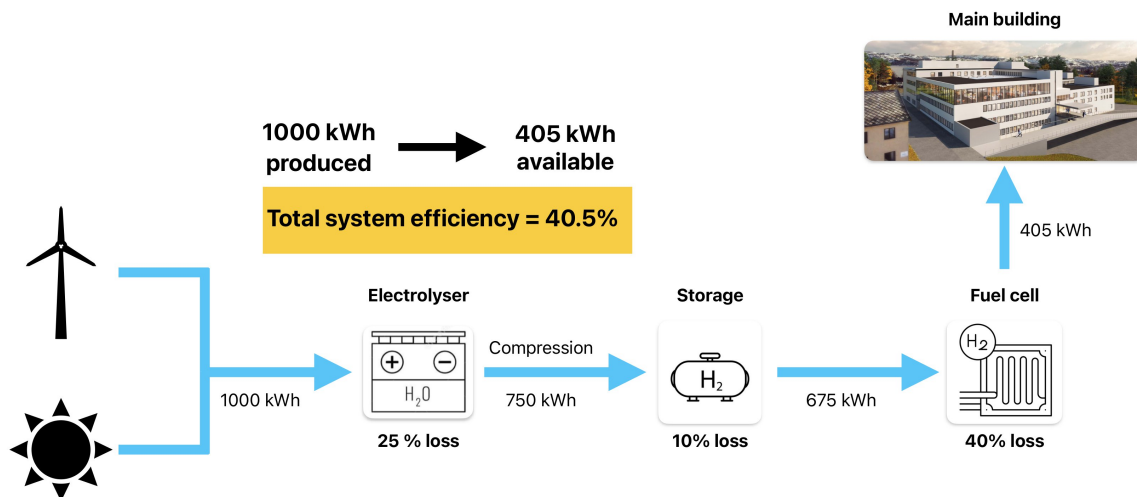 Main building
1000 kWh
produced
405 kWh
available
Total system efficiency = 40.5%
405 kWh
Electrolyser
Storage
Fuel cell
+
−
H₂O
Compression
H₂
H₂
1000 kWh
750 kWh
675 kWh
25 % loss
10% loss
40% loss